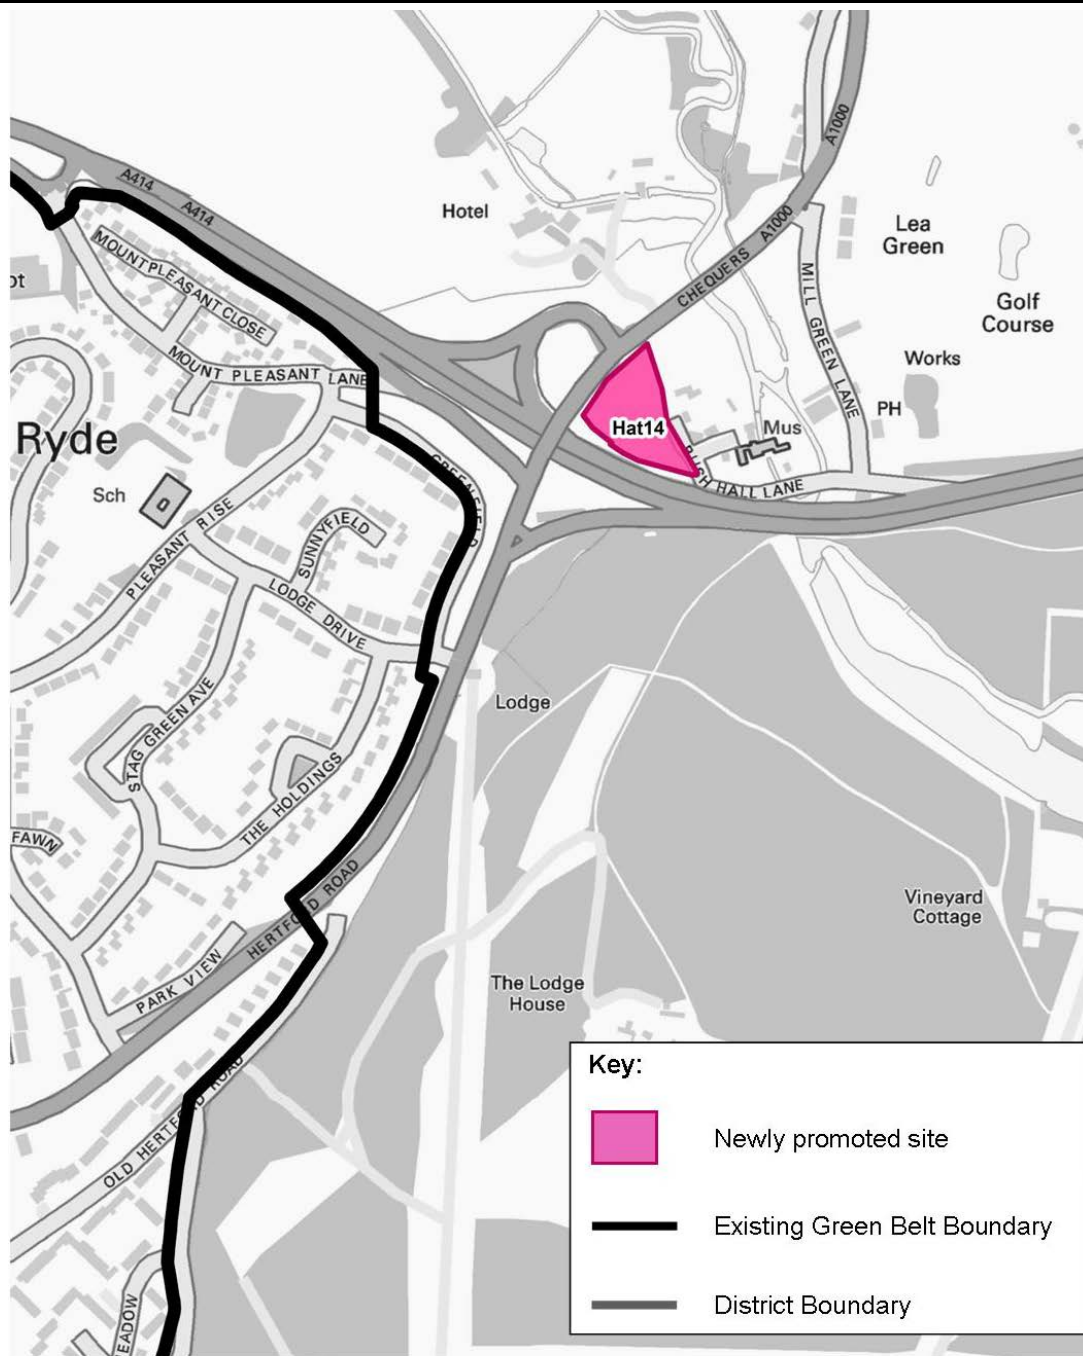 A1000
A414
A414
Hotel
A1000
Lea
Green
MOUNTPLEASANT CLOSE
CHEQUERS
Golf
Course
MILL GREEN LANE
MOUNT PLEASANT LANE
Works
PH
Ryde
Hat14
Mus
Sch
HALL LANE
PLEASANT RISE
SUNNYFIELD
LODGE DRIVE
Lodge
STAG GREEN AVE
THE HOLDINGS
FAWN
HERTFORD ROAD
Vineyard
Cottage
PARK VIEW
The Lodge
House
OLD HERTFORD ROAD
Key:
Newly promoted site
Existing Green Belt Boundary
District Boundary